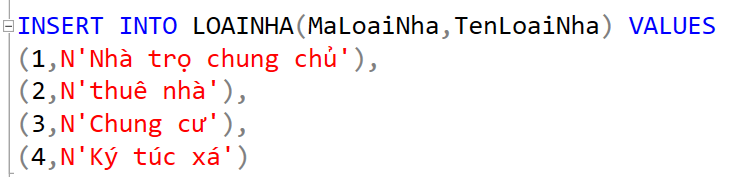 INSERT INTO LOAINHA(MaLoaiNha,TenLoaiNha) VALUES
(1,N'Nhà trọ chung chủ'),
(2,N'thuê nhà'),
(3,N'Chung cư'),
(4,N'Ký túc xá')